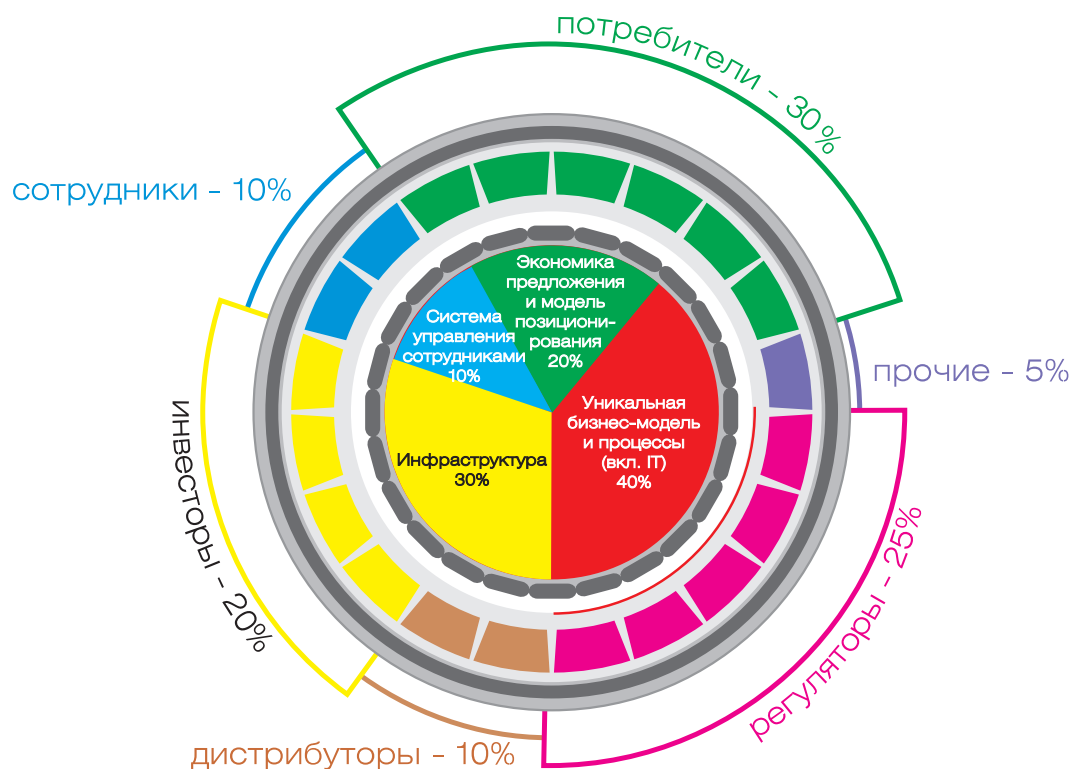 потребители - 30%
сотрудники - 10%
Экономика
предложения
и модель
позициони-
рования
20%
Система
управления
сотрудниками
10%
прочие - 5%
Уникальная
бизнес-модель
и процессы
(вкл. IT)
40%
Инфраструктура
30%
инвесторы - 20%
регуляторы - 25%
дистрибуторы - 10%